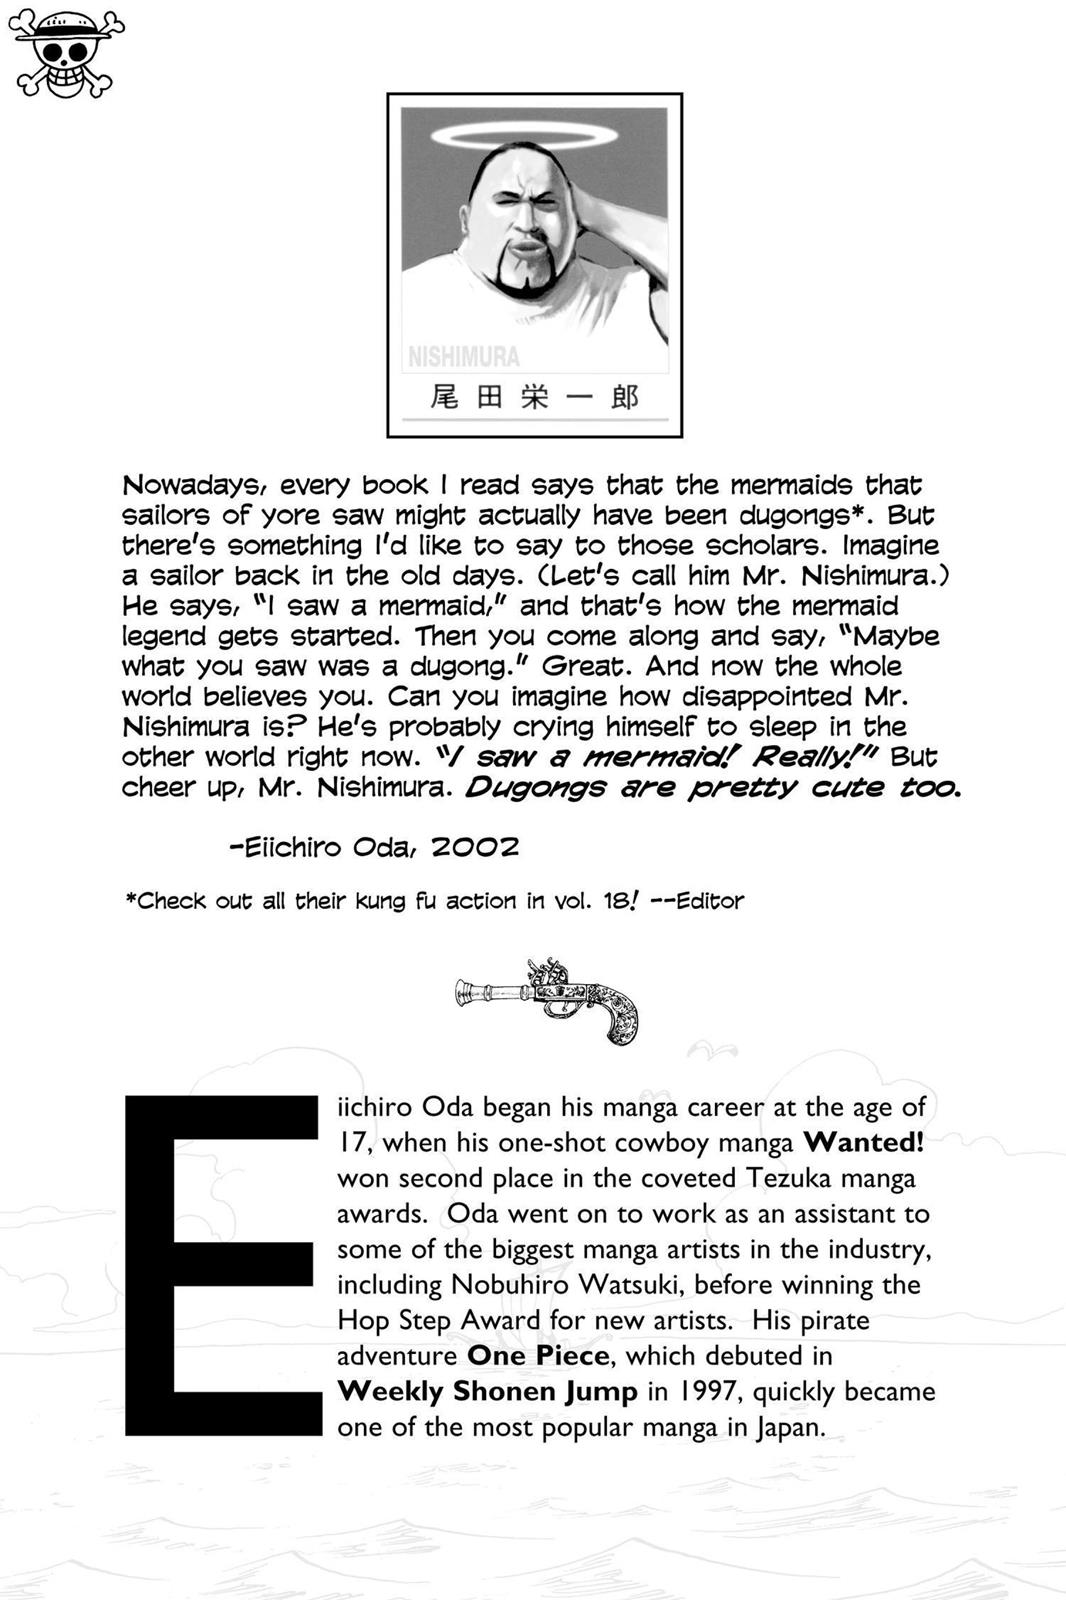 NISHIMURA
尾田栄一郎
Nowadays, every book I read says that the mermaids that
sailors of yore saw might actually have been dugongs*. But
there's something I'd like to say to those scholars. Imagine
a sailor back in the old days. (Let's call him Mr. Nishimura.)
He says, "I saw a mermaid," and that's how the mermaid
legend gets started. Then you come along and say, "Maybe
what you saw was a dugong." Great. And now the whole
world believes you. Can you imagine how disappointed Mr.
Nishimura is? He's probably crying himself to sleep in the
other world right now. "I saw a mermaid! Really!" But
cheer up, Mr. Nishimura. Dugongs are pretty cute too.
-Eiichiro Oda, 2002
*Check out all their kung fu action in vol. 18! --Editor
Eiichiro Oda began his manga career at the age of
17, when his one-shot cowboy manga Wanted!
won second place in the coveted Tezuka manga
awards. Oda went on to work as an assistant to
some of the biggest manga artists in the industry,
including Nobuhiro Watsuki, before winning the
Hop Step Award for new artists. His pirate
adventure One Piece, which debuted in
Weekly Shonen Jump in 1997, quickly became
one of the most popular manga in Japan.